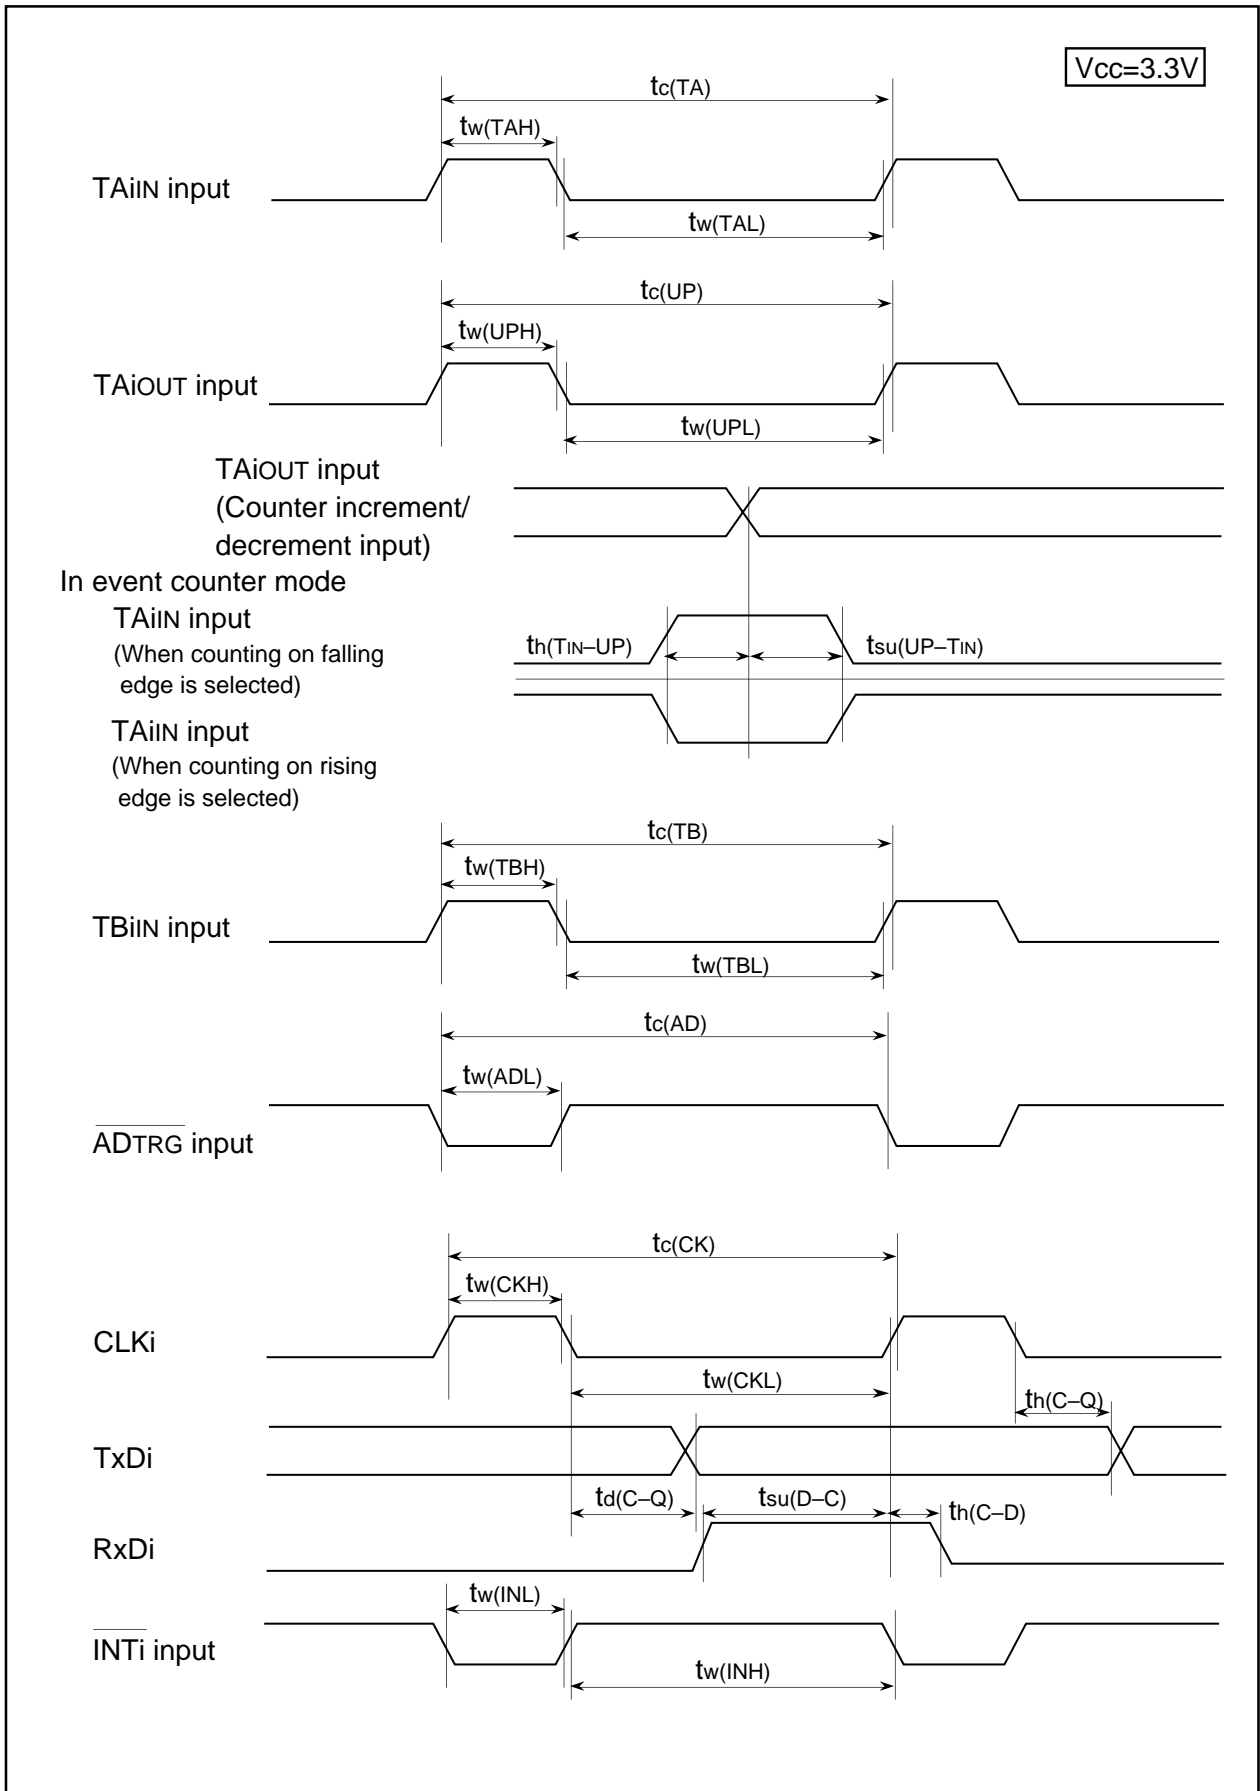 Vcc=3.3V
tc(TA)
tw(TAH)
TAiIN input
tw(TAL)
tc(UP)
tw(UPH)
TAiOUT input
tw(UPL)
TAiOUT input
(Counter increment/
decrement input)
In event counter mode
TAiIN input
(When counting on falling
edge is selected)
th(TIN–UP)
tsu(UP–TIN)
TAiIN input
(When counting on rising
edge is selected)
tc(TB)
tw(TBH)
TBiIN input
tw(TBL)
tc(AD)
tw(ADL)
ADTRG input
tc(CK)
tw(CKH)
CLKi
tw(CKL)
th(C–Q)
TxDi
td(C–Q)
tsu(D–C)
th(C–D)
RxDi
tw(INL)
INTi input
tw(INH)